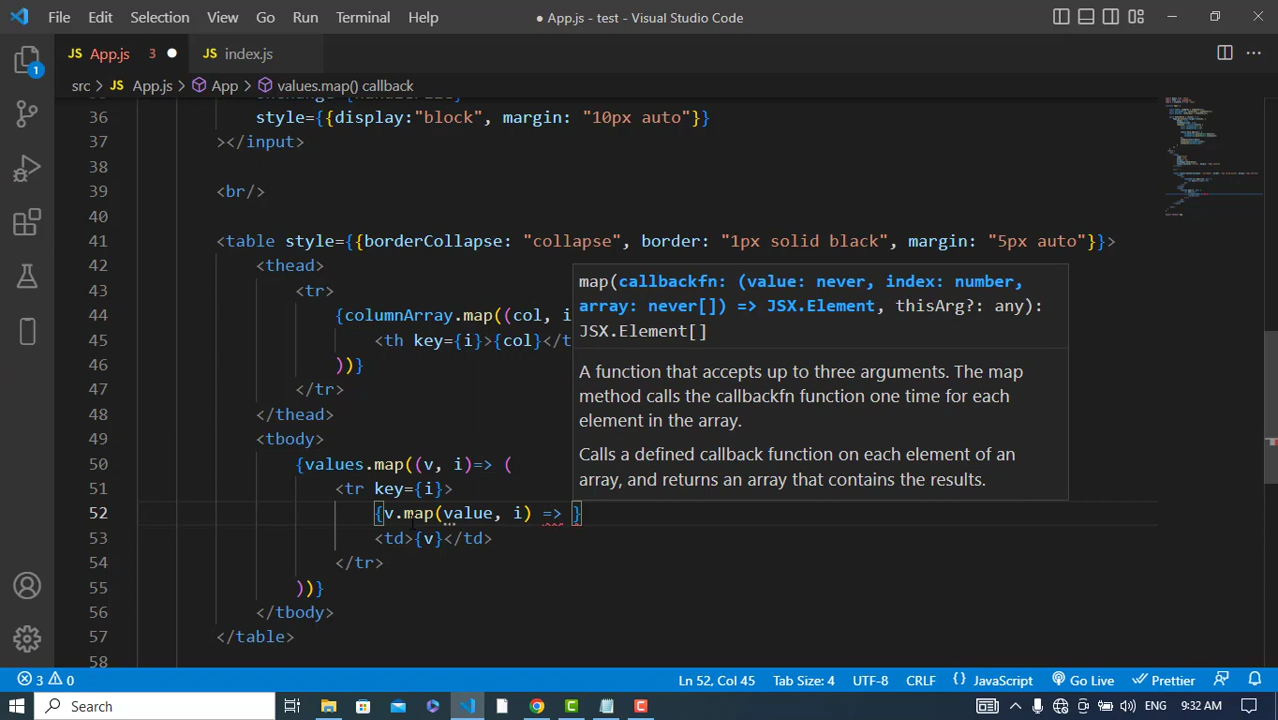 File Edit Selection View Go Run Terminal Help ● App.js - test - Visual Studio Code
JS App.js 3 ● JS index.js
src > JS App.js > App > values.map() callback
36 style={{display:"block", margin: "10px auto"}}
37 ></input>
38
39 <br/>
40
41 <table style={{borderCollapse: "collapse", border: "1px solid black", margin: "5px auto"}}>
42 <thead>
43 <tr>
44 {columnArray.map((col, i
45 <th key={i}>{col}</t
46 ))}
47 </tr>
48 </thead>
49 <tbody>
50 {values.map((v, i)=> (
51 <tr key={i}>
52 {v.map(value, i) => }
53 <td>{v}</td>
54 </tr>
55 ))}
56 </tbody>
57 </table>
58
map(callbackfn: (value: never, index: number,
array: never[]) => JSX.Element, thisArg?: any):
JSX.Element[]
A function that accepts up to three arguments. The map
method calls the callbackfn function one time for each
element in the array.
Calls a defined callback function on each element of an
array, and returns an array that contains the results.
1
3 0 Ln 52, Col 45 Tab Size: 4 UTF-8 CRLF {} JavaScript Go Live Prettier
Search ENG 9:32 AM